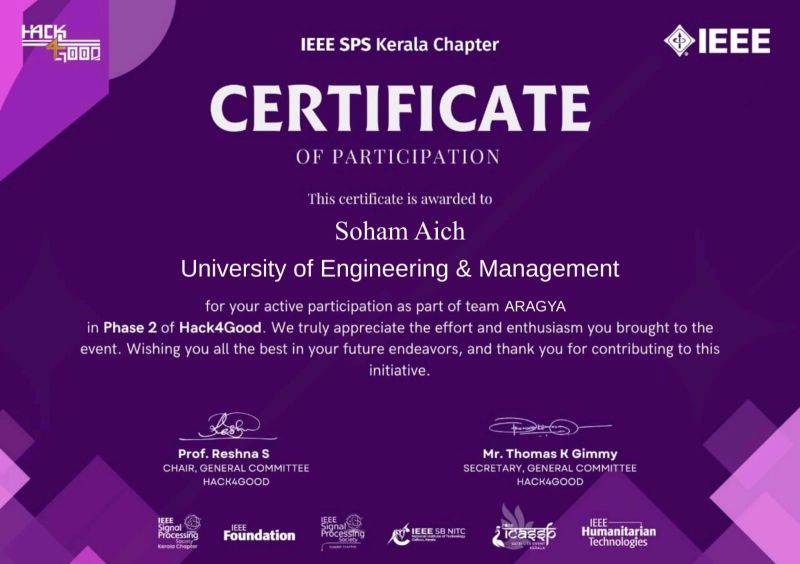 HACK
4
GOOD
IEEE SPS Kerala Chapter
IEEE
CERTIFICATE
OF PARTICIPATION
This certificate is awarded to
Soham Aich
University of Engineering & Management
for your active participation as part of team ARAGYA
in Phase 2 of Hack4Good. We truly appreciate the effort and enthusiasm you brought to the
event. Wishing you all the best in your future endeavors, and thank you for contributing to this
initiative.
Prof. Reshna S
CHAIR, GENERAL COMMITTEE
HACK4GOOD
Mr. Thomas K Gimmy
SECRETARY, GENERAL COMMITTEE
HACK4GOOD
IEEE
Signal
Processing
Society
Kerala Chapter
IEEE
Foundation
IEEE
Signal
Processing
Society
IEEE SB NITC
National Institute of Technology
Calicut, Kerala
icassp
SATELLITE EVENT
KERALA
IEEE
Humanitarian
Technologies